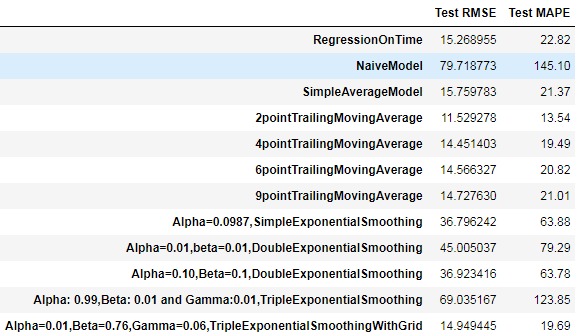 Test RMSE Test MAPE
RegressionOnTime 15.268955 22.82
NaiveModel 79.718773 145.10
SimpleAverageModel 15.759783 21.37
2pointTrailingMovingAverage 11.529278 13.54
4pointTrailingMovingAverage 14.451403 19.49
6pointTrailingMovingAverage 14.566327 20.82
9pointTrailingMovingAverage 14.727630 21.01
Alpha=0.0987,SimpleExponentialSmoothing 36.796242 63.88
Alpha=0.01,beta=0.01,DoubleExponentialSmoothing 45.005037 79.29
Alpha=0.10,Beta=0.1,DoubleExponentialSmoothing 36.923416 63.78
Alpha: 0.99,Beta: 0.01 and Gamma:0.01,TripleExponentialSmoothing 69.035167 123.85
Alpha=0.01,Beta=0.76,Gamma=0.06,TripleExponentialSmoothingWithGrid 14.949445 19.69